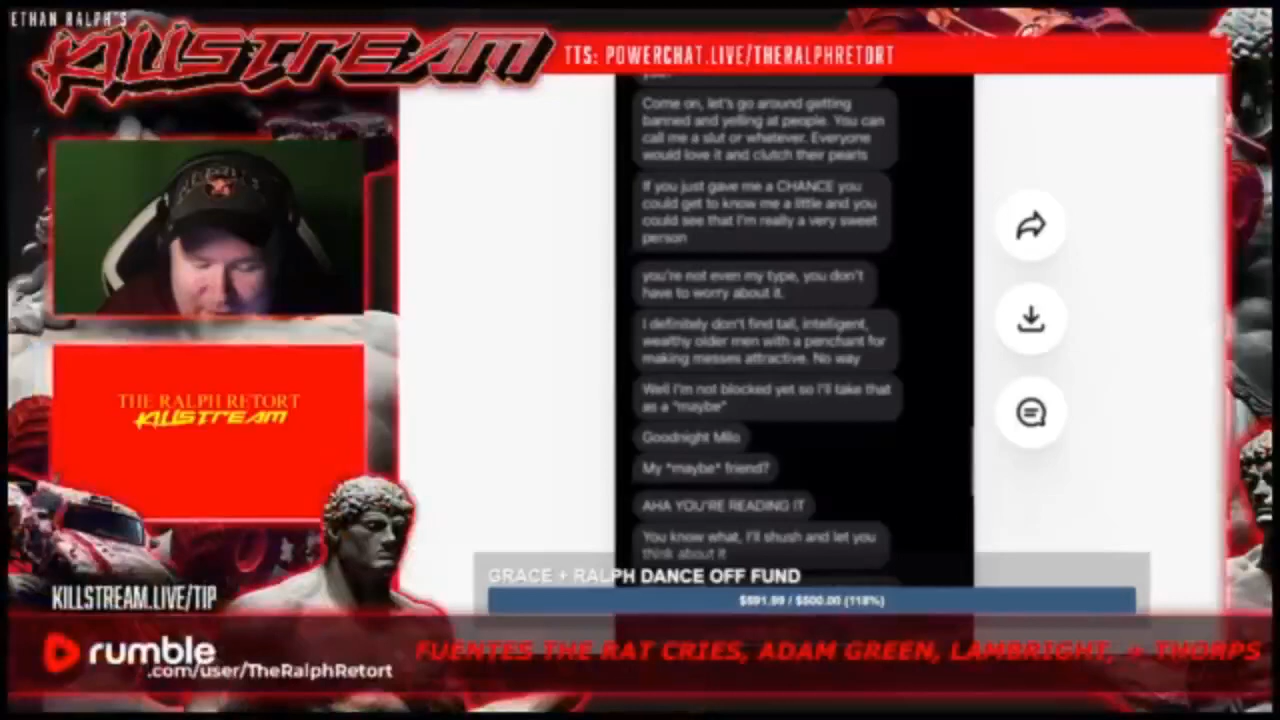 ETHAN RALPH'S
KILLSTREAM
TTS: POWERCHAT.LIVE/THERALPHRETORT
you?
Come on, let's go around getting
banned and yelling at people. You can
call me a slut or whatever. Everyone
would love it and clutch their pearls
If you just gave me a CHANCE you
could get to know me a little and you
could see that I'm really a very sweet
person
you're not even my type, you don't
have to worry about it.
I definitely don't find tall, intelligent,
wealthy older men with a penchant for
making messes attractive. No way
Well I'm not blocked yet so I'll take that
as a "maybe"
Goodnight Milo
My *maybe* friend?
AHA YOU'RE READING IT
You know what, I'll shush and let you
think about it
THE RALPH RETORT
KILLSTREAM
GRACE + RALPH DANCE OFF FUND
$591.99 / $500.00 (118%)
KILLSTREAM.LIVE/TIP
rumble
.com/user/TheRalphRetort
FUENTES THE RAT CRIES, ADAM GREEN, LAMBRIGHT, + THORPS